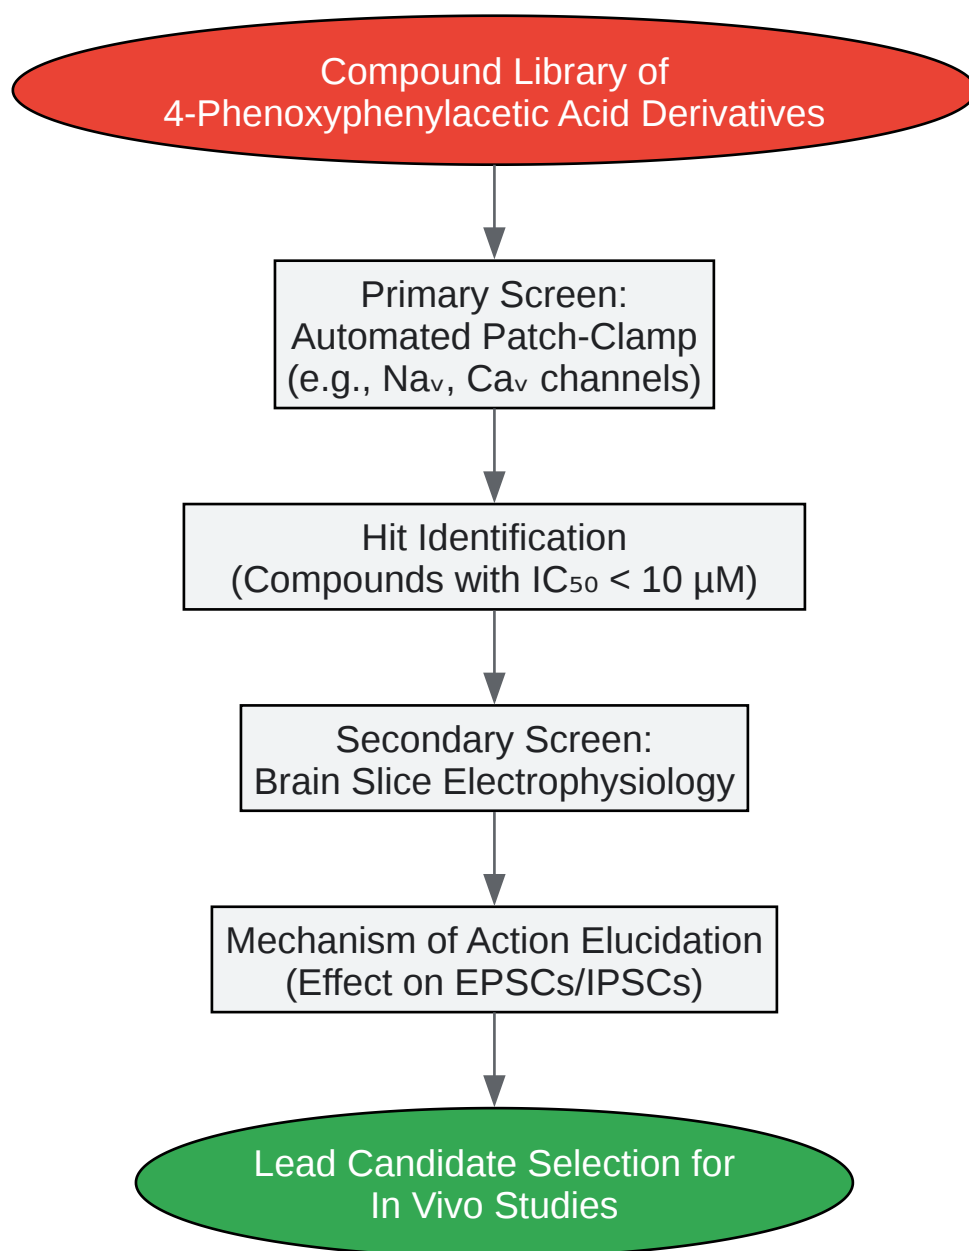 Compound Library of
4-Phenoxyphenylacetic Acid Derivatives
Primary Screen:
Automated Patch-Clamp
(e.g., Naᵥ, Caᵥ channels)
Hit Identification
(Compounds with IC₅₀ < 10 µM)
Secondary Screen:
Brain Slice Electrophysiology
Mechanism of Action Elucidation
(Effect on EPSCs/IPSCs)
Lead Candidate Selection for
In Vivo Studies